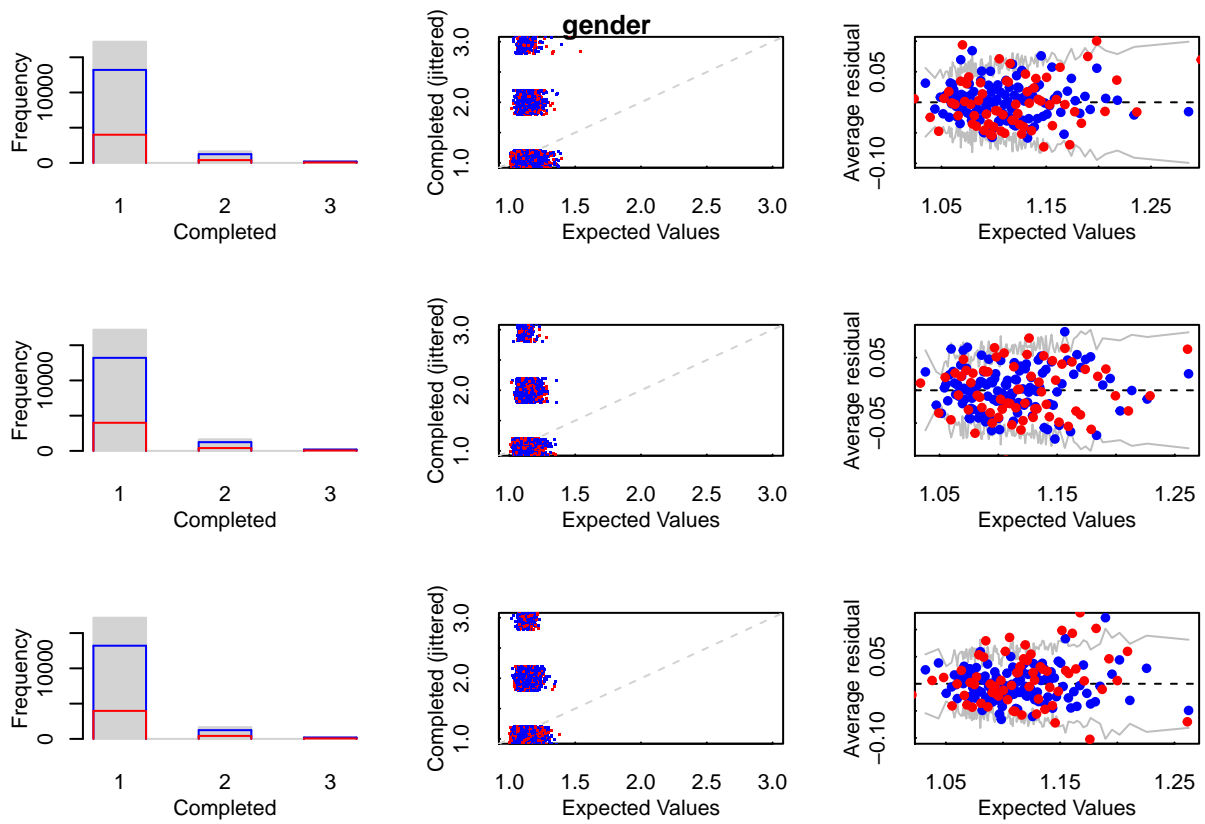 gender
Frequency
0 10000
1 2 3
Completed
Completed (jittered)
1.0 2.0 3.0
1.0 1.5 2.0 2.5 3.0
Expected Values
Average residual
−0.10 0.05
1.05 1.15 1.25
Expected Values
Frequency
0 10000
1 2 3
Completed
Completed (jittered)
1.0 2.0 3.0
1.0 1.5 2.0 2.5 3.0
Expected Values
Average residual
−0.05 0.05
1.05 1.15 1.25
Expected Values
Frequency
0 10000
1 2 3
Completed
Completed (jittered)
1.0 2.0 3.0
1.0 1.5 2.0 2.5 3.0
Expected Values
Average residual
−0.10 0.05
1.05 1.15 1.25
Expected Values